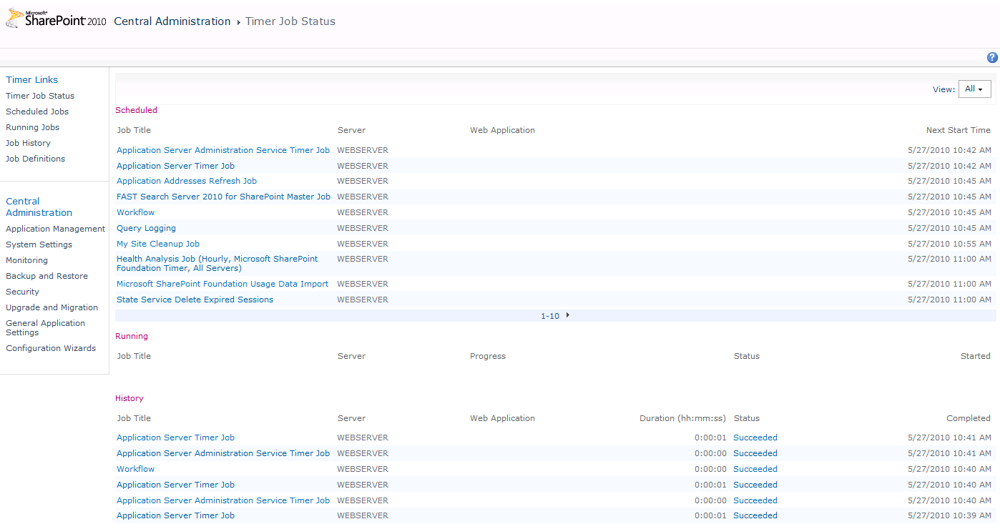 Microsoft®
SharePoint® 2010 Central Administration Timer Job Status
?
Timer Links
Timer Job Status
Scheduled Jobs
Running Jobs
Job History
Job Definitions
Central
Administration
Application Management
System Settings
Monitoring
Backup and Restore
Security
Upgrade and Migration
General Application
Settings
Configuration Wizards
View: All
Scheduled
Job Title Server Web Application Next Start Time
Application Server Administration Service Timer Job WEBSERVER 5/27/2010 10:42 AM
Application Server Timer Job WEBSERVER 5/27/2010 10:42 AM
Application Addresses Refresh Job WEBSERVER 5/27/2010 10:45 AM
FAST Search Server 2010 for SharePoint Master Job WEBSERVER 5/27/2010 10:45 AM
Workflow WEBSERVER 5/27/2010 10:45 AM
Query Logging WEBSERVER 5/27/2010 10:45 AM
My Site Cleanup Job WEBSERVER 5/27/2010 10:55 AM
Health Analysis Job (Hourly, Microsoft SharePoint WEBSERVER 5/27/2010 11:00 AM
Foundation Timer, All Servers)
Microsoft SharePoint Foundation Usage Data Import WEBSERVER 5/27/2010 11:00 AM
State Service Delete Expired Sessions WEBSERVER 5/27/2010 11:00 AM
1-10
Running
Job Title Server Progress Status Started
History
Job Title Server Web Application Duration (hh:mm:ss) Status Completed
Application Server Timer Job WEBSERVER 0:00:01 Succeeded 5/27/2010 10:41 AM
Application Server Administration Service Timer Job WEBSERVER 0:00:00 Succeeded 5/27/2010 10:41 AM
Workflow WEBSERVER 0:00:00 Succeeded 5/27/2010 10:40 AM
Application Server Timer Job WEBSERVER 0:00:01 Succeeded 5/27/2010 10:40 AM
Application Server Administration Service Timer Job WEBSERVER 0:00:00 Succeeded 5/27/2010 10:40 AM
Application Server Timer Job WEBSERVER 0:00:01 Succeeded 5/27/2010 10:39 AM